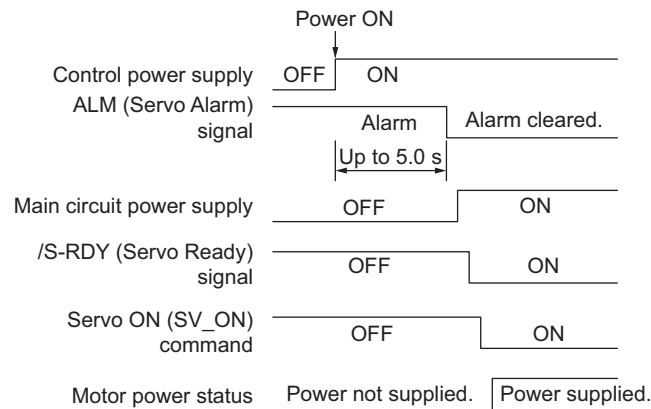 Power ON
Control power supply OFF ON
ALM (Servo Alarm)
signal Alarm Alarm cleared.
Up to 5.0 s
Main circuit power supply OFF ON
/S-RDY (Servo Ready)
signal OFF ON
Servo ON (SV_ON)
command OFF ON
Motor power status Power not supplied. Power supplied.